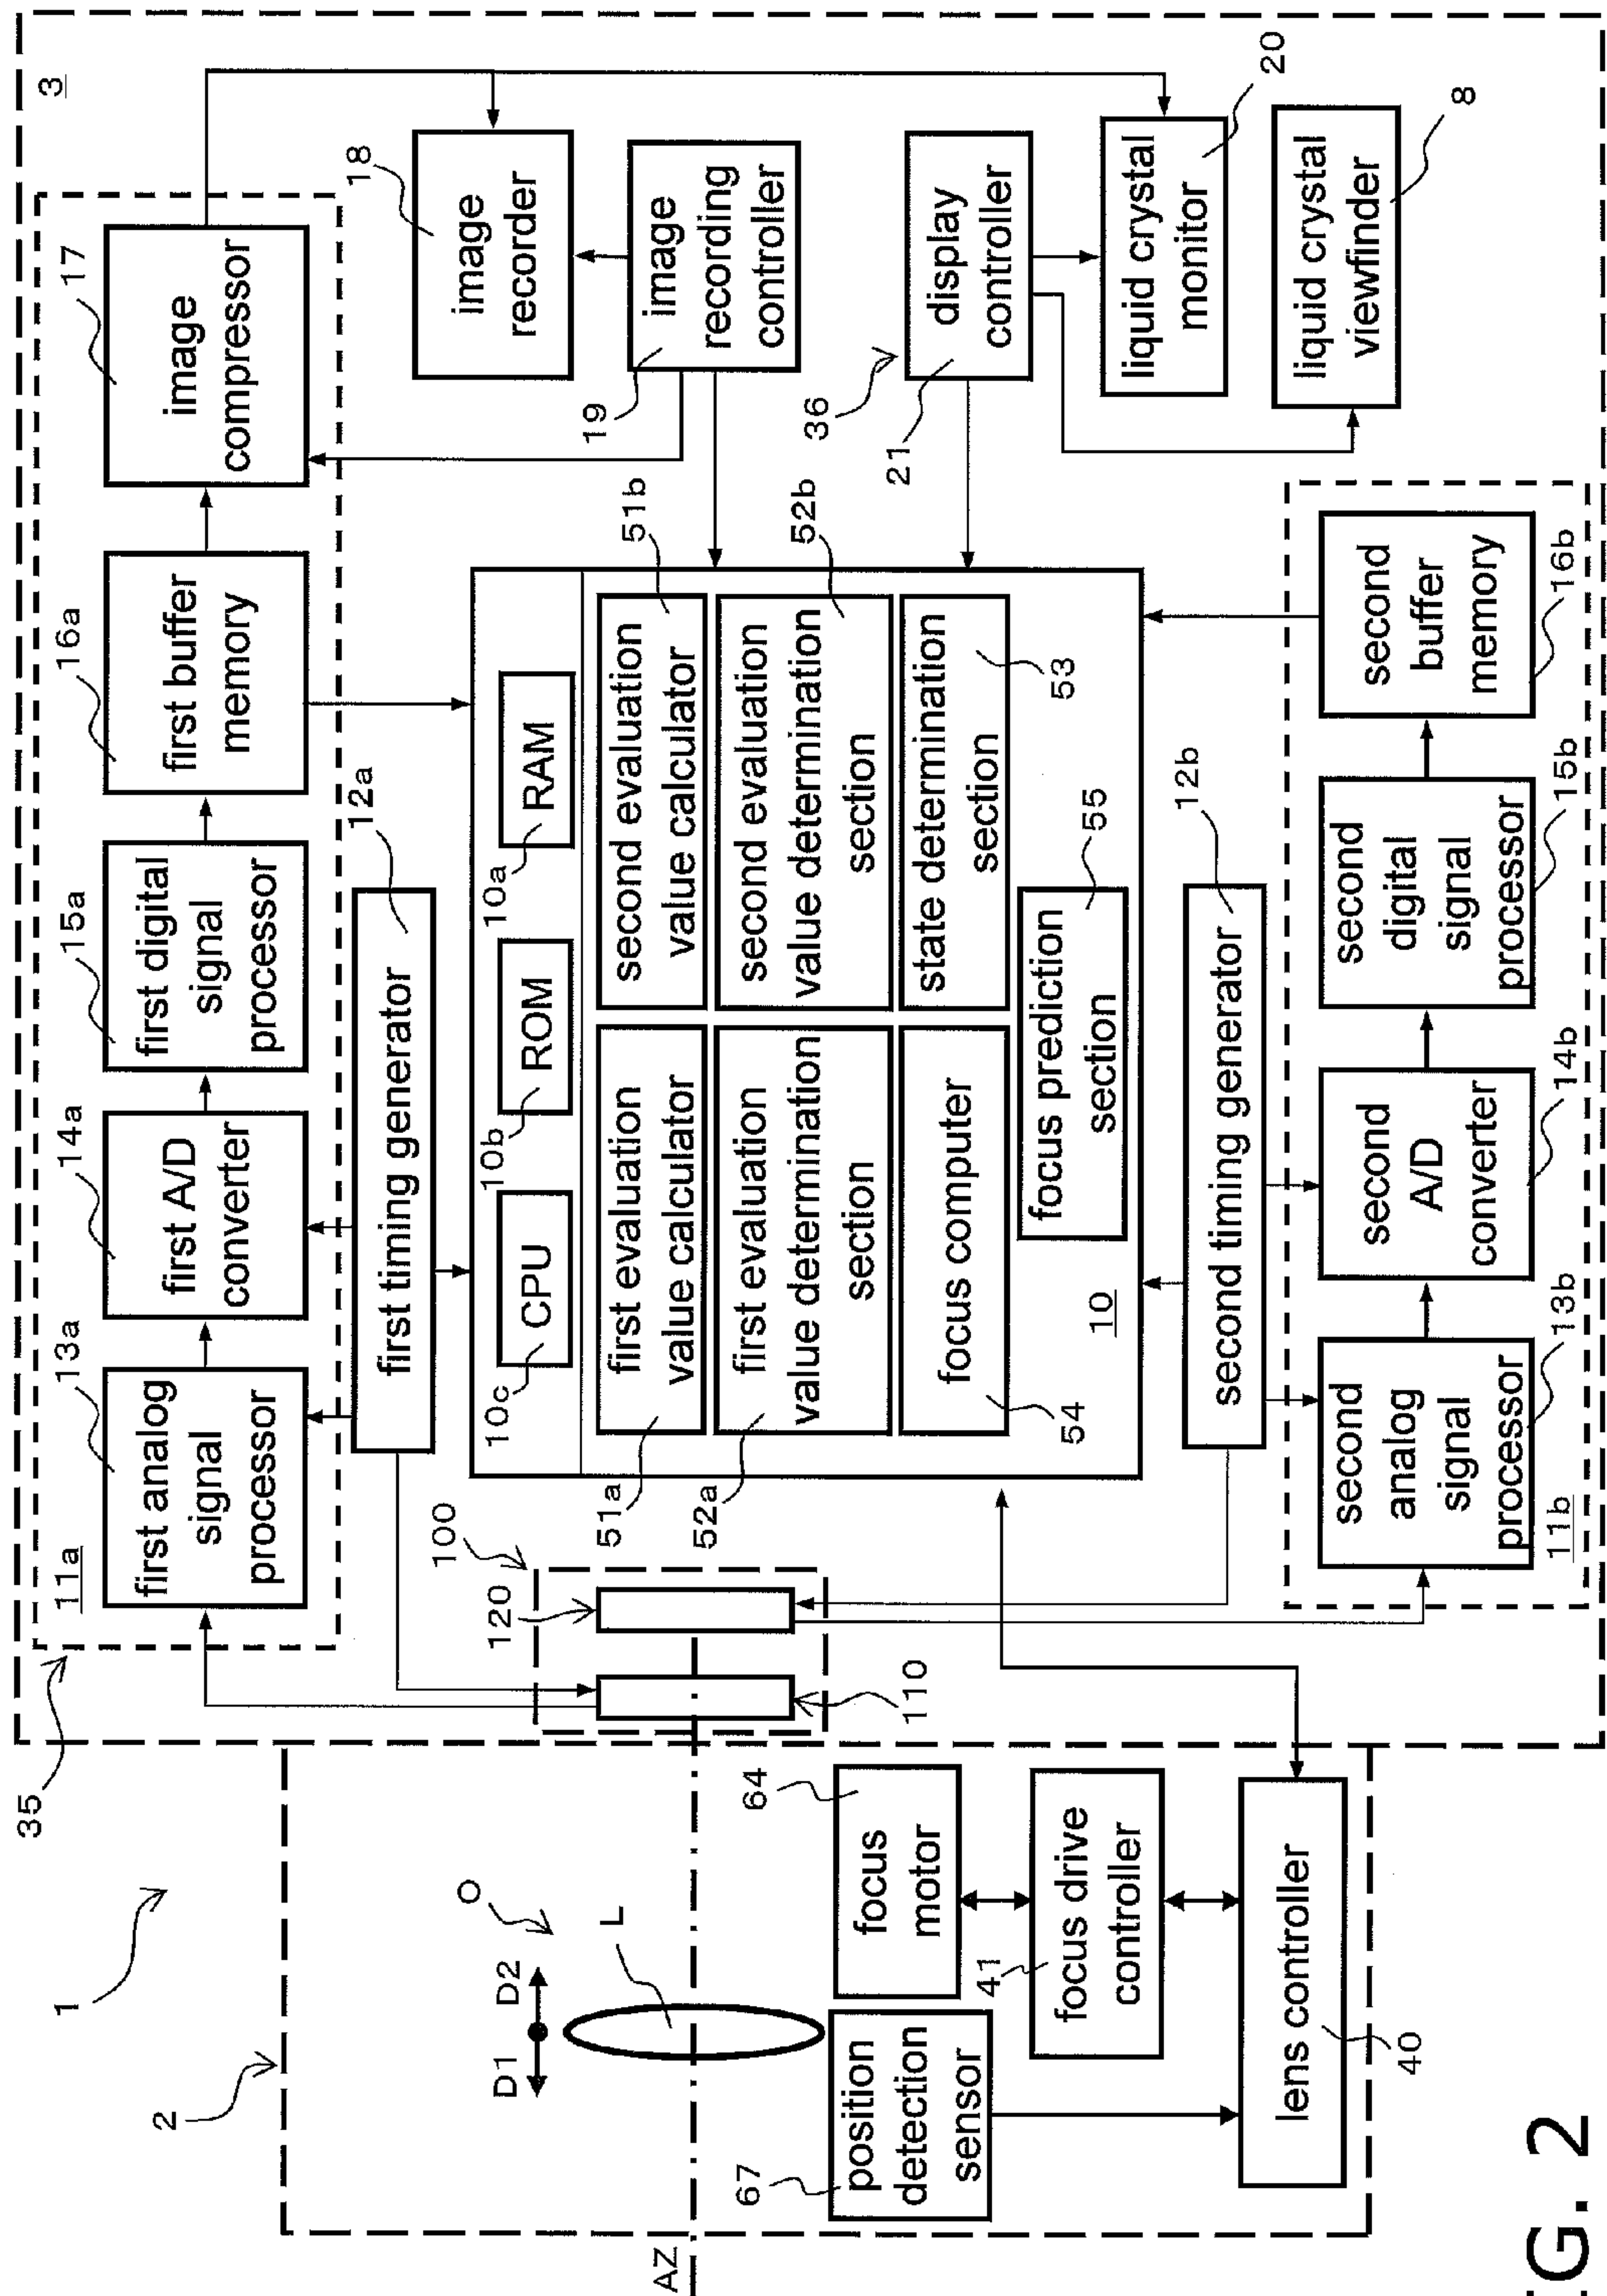 1
2
3
35
11a
13a
first analog
signal
processor
14a
first A/D
converter
15a
first digital
signal
processor
16a
first buffer
memory
17
image
compressor
12a
first timing generator
18
image
recorder
19
image
recording
controller
36
21
display
controller
liquid crystal
monitor
20
liquid crystal
viewfinder
8
10c
CPU
10b
ROM
10a
RAM
51a
first evaluation
value calculator
51b
second evaluation
value calculator
52a
first evaluation
value determination
section
52b
second evaluation
value determination
section
54
focus computer
state determination
section
53
focus prediction
section
55
10
second timing generator
12b
11b
second
analog
signal
processor
13b
second
A/D
converter
14b
second
digital
signal
processor
15b
second
buffer
memory
16b
100
120
110
O
D1
D2
L
AZ
67
position
detection
sensor
64
focus
motor
41
focus drive
controller
lens controller
40
G. 2